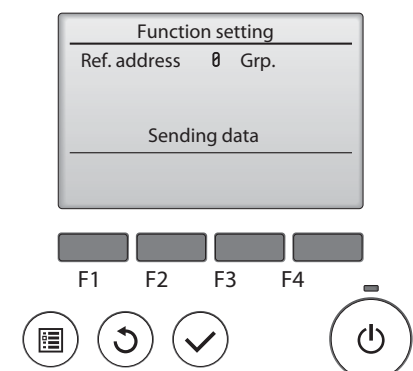 Function setting
Ref. address 0 Grp.
Sending data
F1 F2 F3 F4